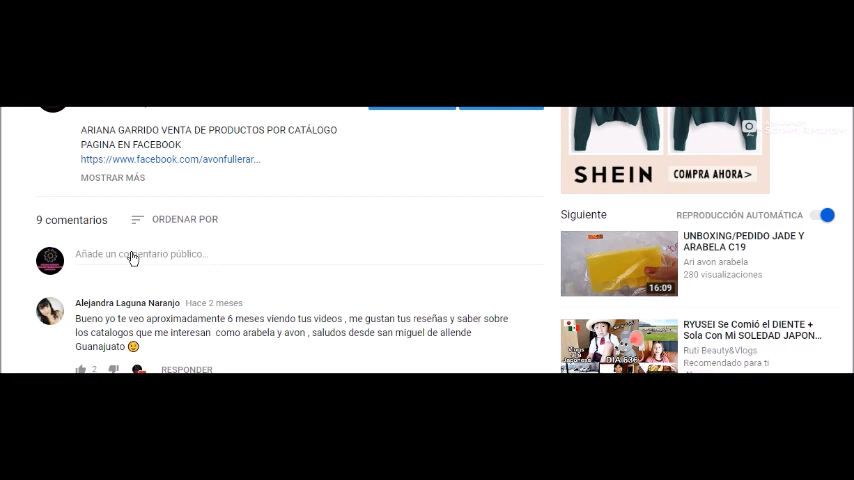 ARIANA GARRIDO VENTA DE PRODUCTOS POR CATÁLOGO
PAGINA EN FACEBOOK
https://www.facebook.com/avonfullerar...
MOSTRAR MÁS
9 comentarios
ORDENAR POR
Añade un comentario público...
Alejandra Laguna Naranjo Hace 2 meses
Bueno yo te veo aproximadamente 6 meses viendo tus videos , me gustan tus reseñas y saber sobre
los catalogos que me interesan como arabela y avon , saludos desde san miguel de allende
Guanajuato
2
RESPONDER
SHEIN
COMPRA AHORA>
Siguiente
REPRODUCCIÓN AUTOMÁTICA
16:09
UNBOXING/PEDIDO JADE Y
ARABELA C19
Ari avon arabela
280 visualizaciones
DIA 636
RYUSEI Se Comió el DIENTE +
Sola Con Mi SOLEDAD JAPON...
Ruti Beauty&Vlogs
Recomendado para ti